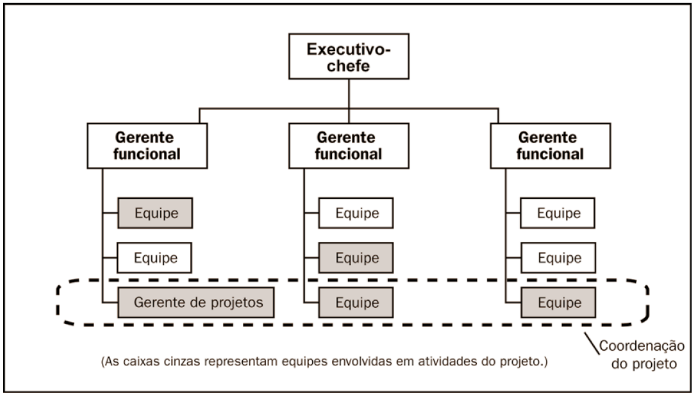 Executivo-
chefe
Gerente
funcional
Gerente
funcional
Gerente
funcional
Equipe
Equipe
Equipe
Equipe
Equipe
Equipe
Gerente de projetos
Equipe
Equipe
Coordenação
do projeto
(As caixas cinzas representam equipes envolvidas em atividades do projeto.)